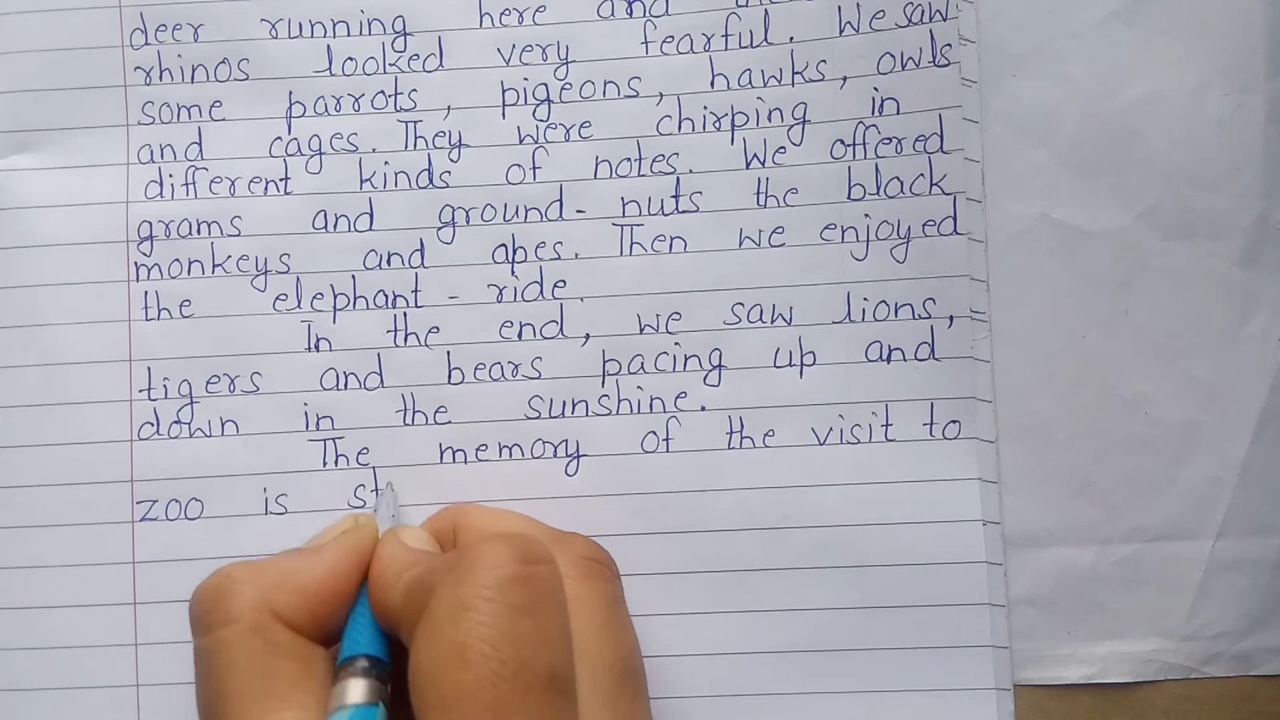 deer running here and
rhinos looked very fearful. We saw
some parrots, pigeons, hawks, owls
and cages. They were chirping in
different kinds of notes. We offered
grams and ground-nuts the black
monkeys and apes. Then we enjoyed
the elephant-ride.
In the end, we saw lions,
tigers and bears pacing up and
down in the sunshine.
The memory of the visit to
zoo is st